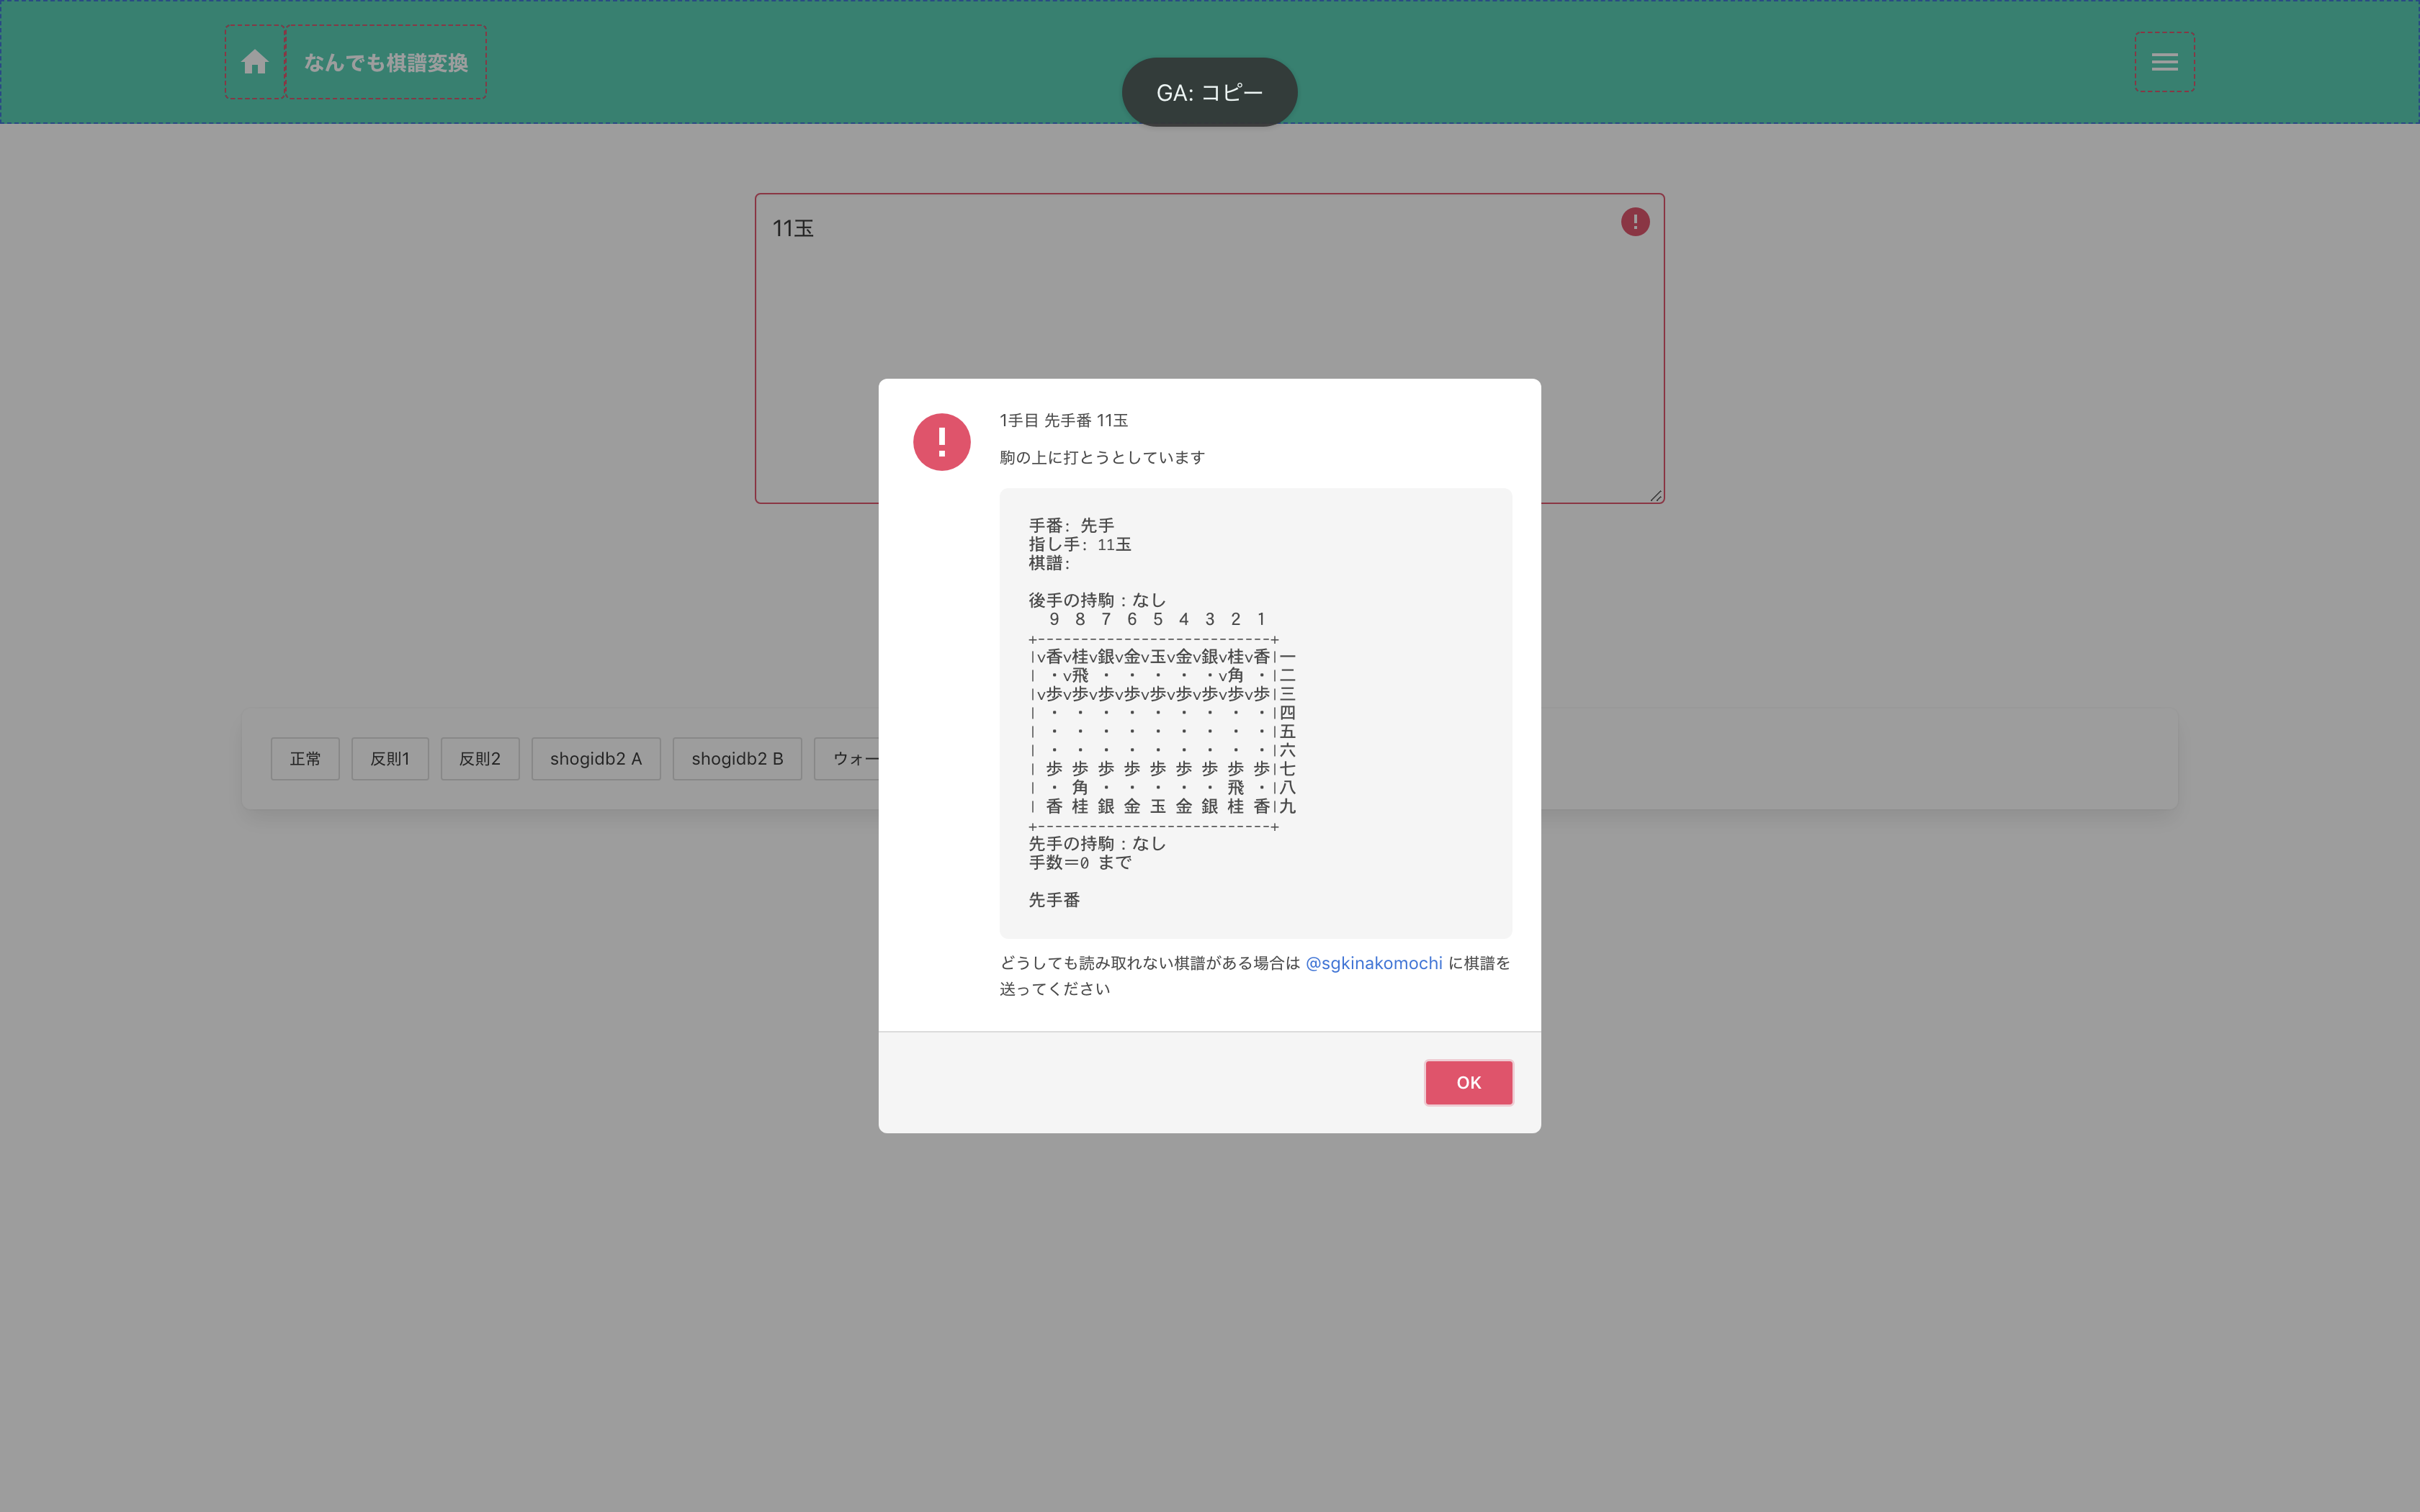 なんでも棋譜変換
GA: コピー
11玉
1手目 先手番 11玉
駒の上に打とうとしています
手番: 先手
指し手: 11玉
棋譜:
後手の持駒：なし
9 8 7 6 5 4 3 2 1
+---------------------------+
|v香v桂v銀v金v玉v金v銀v桂v香|一
| ・v飛 ・ ・ ・ ・ ・v角 ・|二
|v歩v歩v歩v歩v歩v歩v歩v歩v歩|三
| ・ ・ ・ ・ ・ ・ ・ ・ ・|四
| ・ ・ ・ ・ ・ ・ ・ ・ ・|五
| ・ ・ ・ ・ ・ ・ ・ ・ ・|六
| 歩 歩 歩 歩 歩 歩 歩 歩 歩|七
| ・ 角 ・ ・ ・ ・ ・ 飛 ・|八
| 香 桂 銀 金 玉 金 銀 桂 香|九
+---------------------------+
先手の持駒：なし
手数＝0 まで
先手番
どうしても読み取れない棋譜がある場合は @sgkinakomochi に棋譜を
送ってください
OK
正常 反則1 反則2 shogidb2 A shogidb2 B ウォー